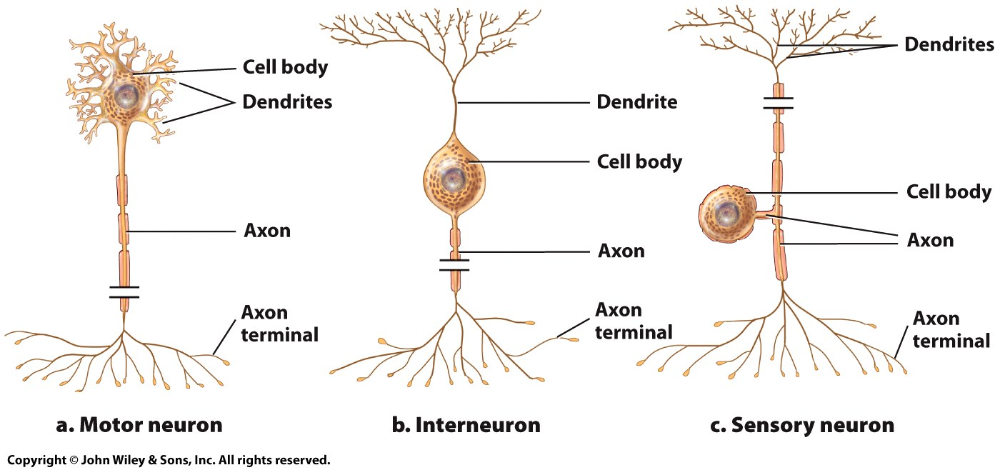 Cell body
Dendrites
Axon
Axon
terminal
a. Motor neuron
Dendrite
Cell body
Axon
Axon
terminal
b. Interneuron
Dendrites
Cell body
Axon
Axon
terminal
c. Sensory neuron
Copyright © John Wiley & Sons, Inc. All rights reserved.